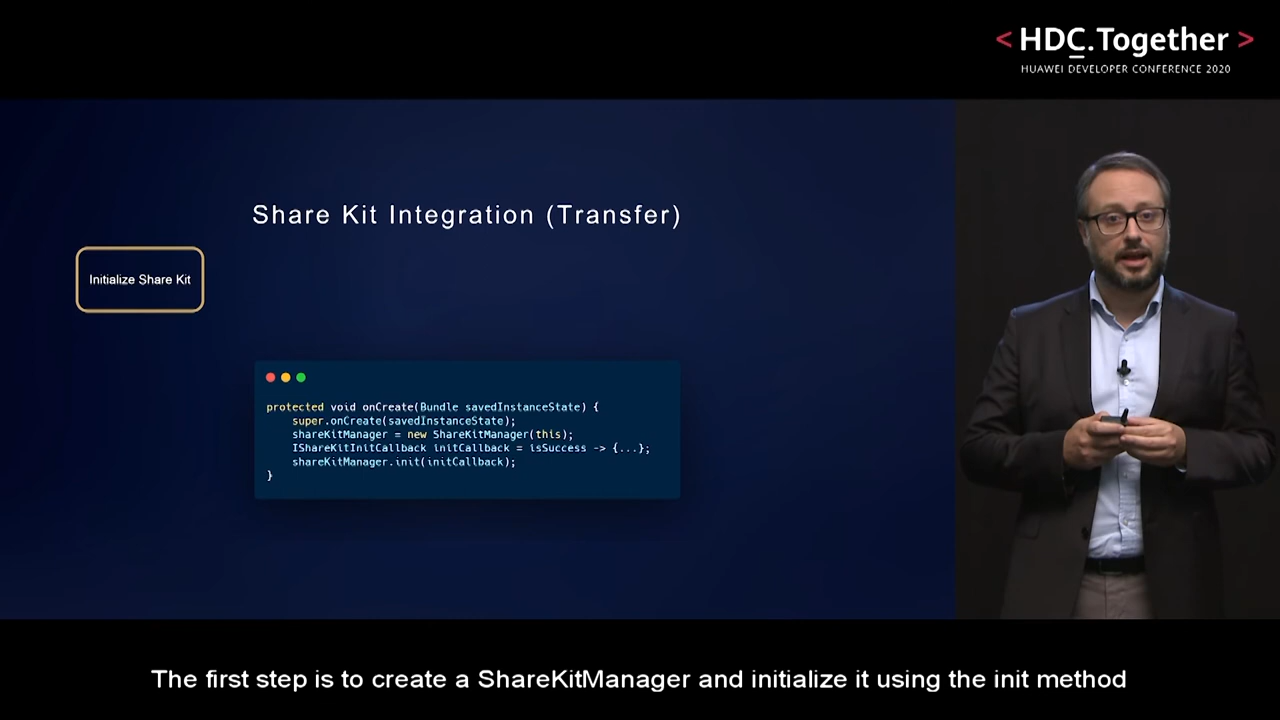 < HDC.Together >
HUAWEI DEVELOPER CONFERENCE 2020
Share Kit Integration (Transfer)
Initialize Share Kit
protected void onCreate(Bundle savedInstanceState) {
    super.onCreate(savedInstanceState);
    shareKitManager = new ShareKitManager(this);
    IShareKitInitCallback initCallback = isSuccess -> {...};
    shareKitManager.init(initCallback);
}
The first step is to create a ShareKitManager and initialize it using the init method